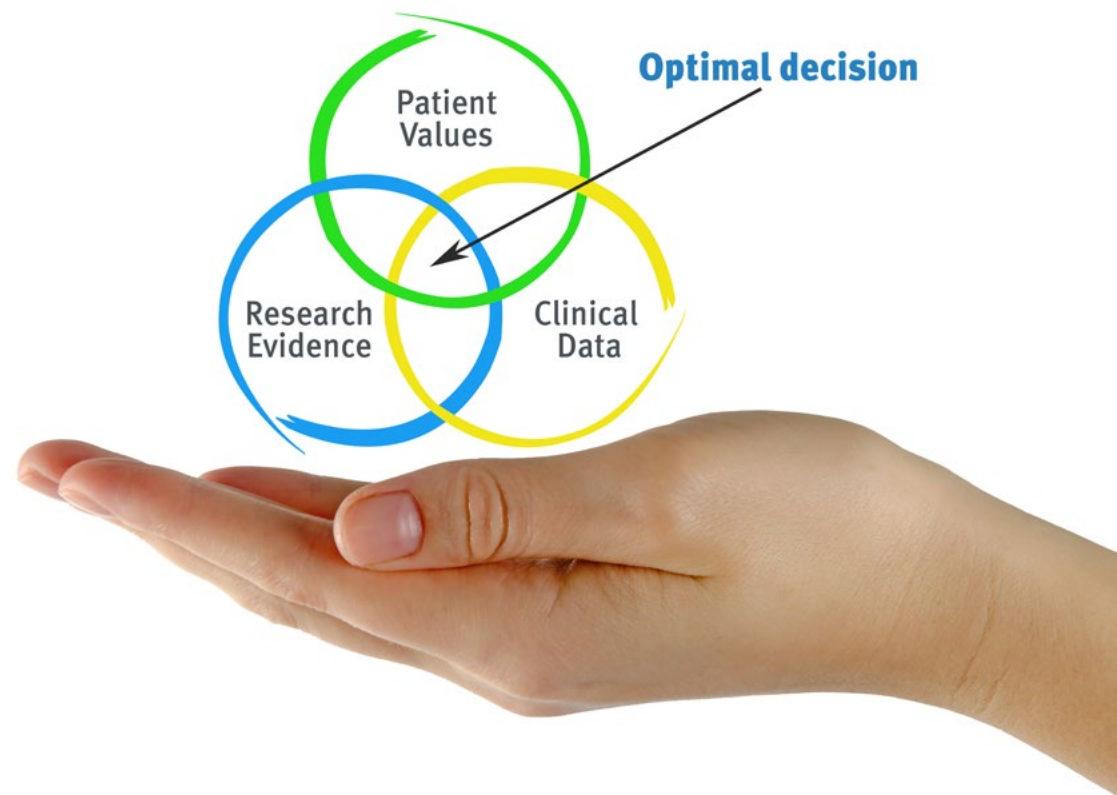 Optimal decision
Patient
Values
Research
Evidence
Clinical
Data